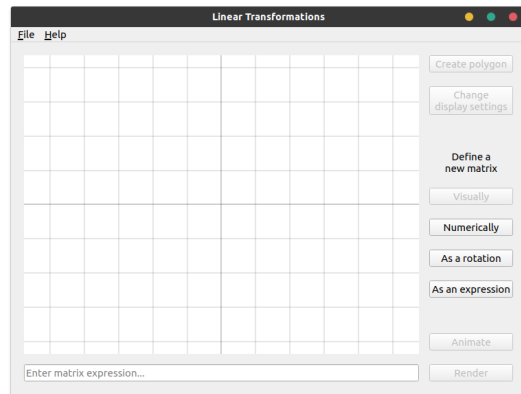 Linear Transformations
File Help
Create polygon
Change
display settings
Define a
new matrix
Visually
Numerically
As a rotation
As an expression
Animate
Enter matrix expression...
Render